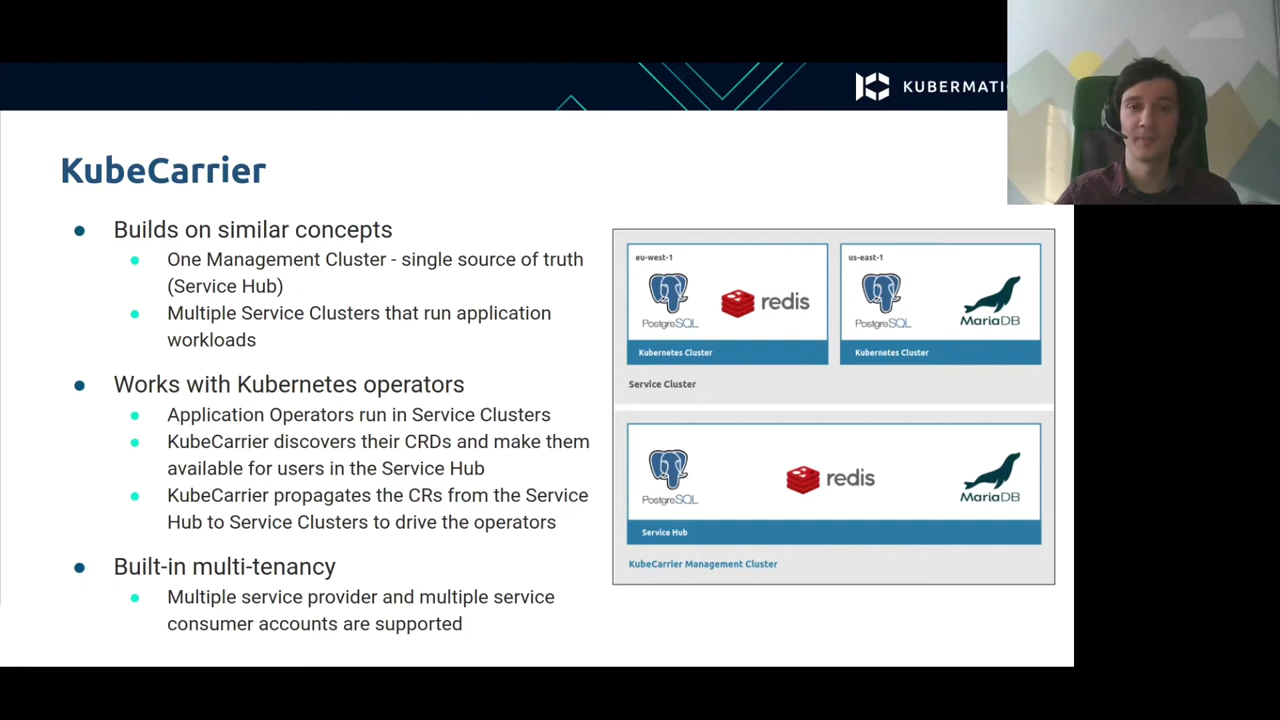 KUBERMATI
KubeCarrier
Builds on similar concepts
One Management Cluster - single source of truth
(Service Hub)
Multiple Service Clusters that run application
workloads
Works with Kubernetes operators
Application Operators run in Service Clusters
KubeCarrier discovers their CRDs and make them
available for users in the Service Hub
KubeCarrier propagates the CRs from the Service
Hub to Service Clusters to drive the operators
Built-in multi-tenancy
Multiple service provider and multiple service
consumer accounts are supported
eu-west-1
PostgreSQL
redis
Kubernetes Cluster
us-east-1
PostgreSQL
MariaDB
Kubernetes Cluster
Service Cluster
PostgreSQL
redis
MariaDB
Service Hub
KubeCarrier Management Cluster